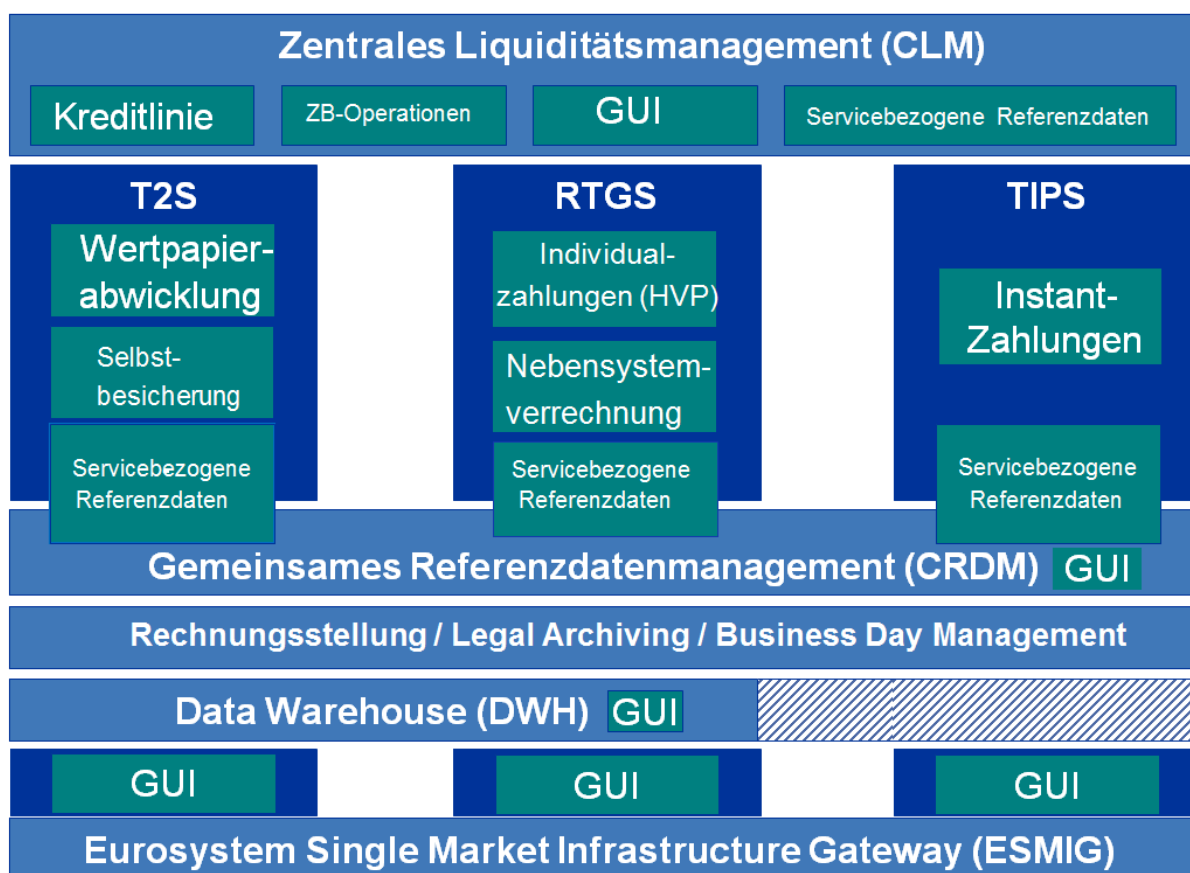 Zentrales Liquiditätsmanagement (CLM)
Kreditlinie
ZB-Operationen
GUI
Servicebezogene Referenzdaten
T2S
Wertpapier-
abwicklung
Selbst-
besicherung
Servicebezogene
Referenzdaten
RTGS
Individual-
zahlungen (HVP)
Nebensystem-
verrechnung
Servicebezogene
Referenzdaten
TIPS
Instant-
Zahlungen
Servicebezogene
Referenzdaten
Gemeinsames Referenzdatenmanagement (CRDM) GUI
Rechnungsstellung / Legal Archiving / Business Day Management
Data Warehouse (DWH) GUI
GUI
GUI
GUI
Eurosystem Single Market Infrastructure Gateway (ESMIG)